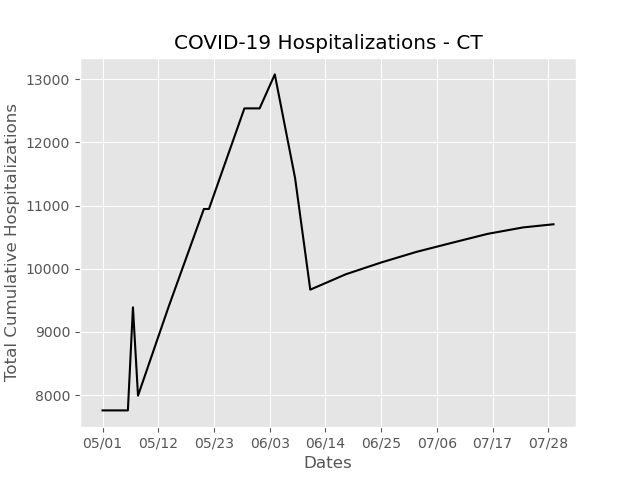 COVID-19 Hospitalizations - CT
Total Cumulative Hospitalizations
13000
12000
11000
10000
9000
8000
05/01 05/12 05/23 06/03 06/14 06/25 07/06 07/17 07/28
Dates